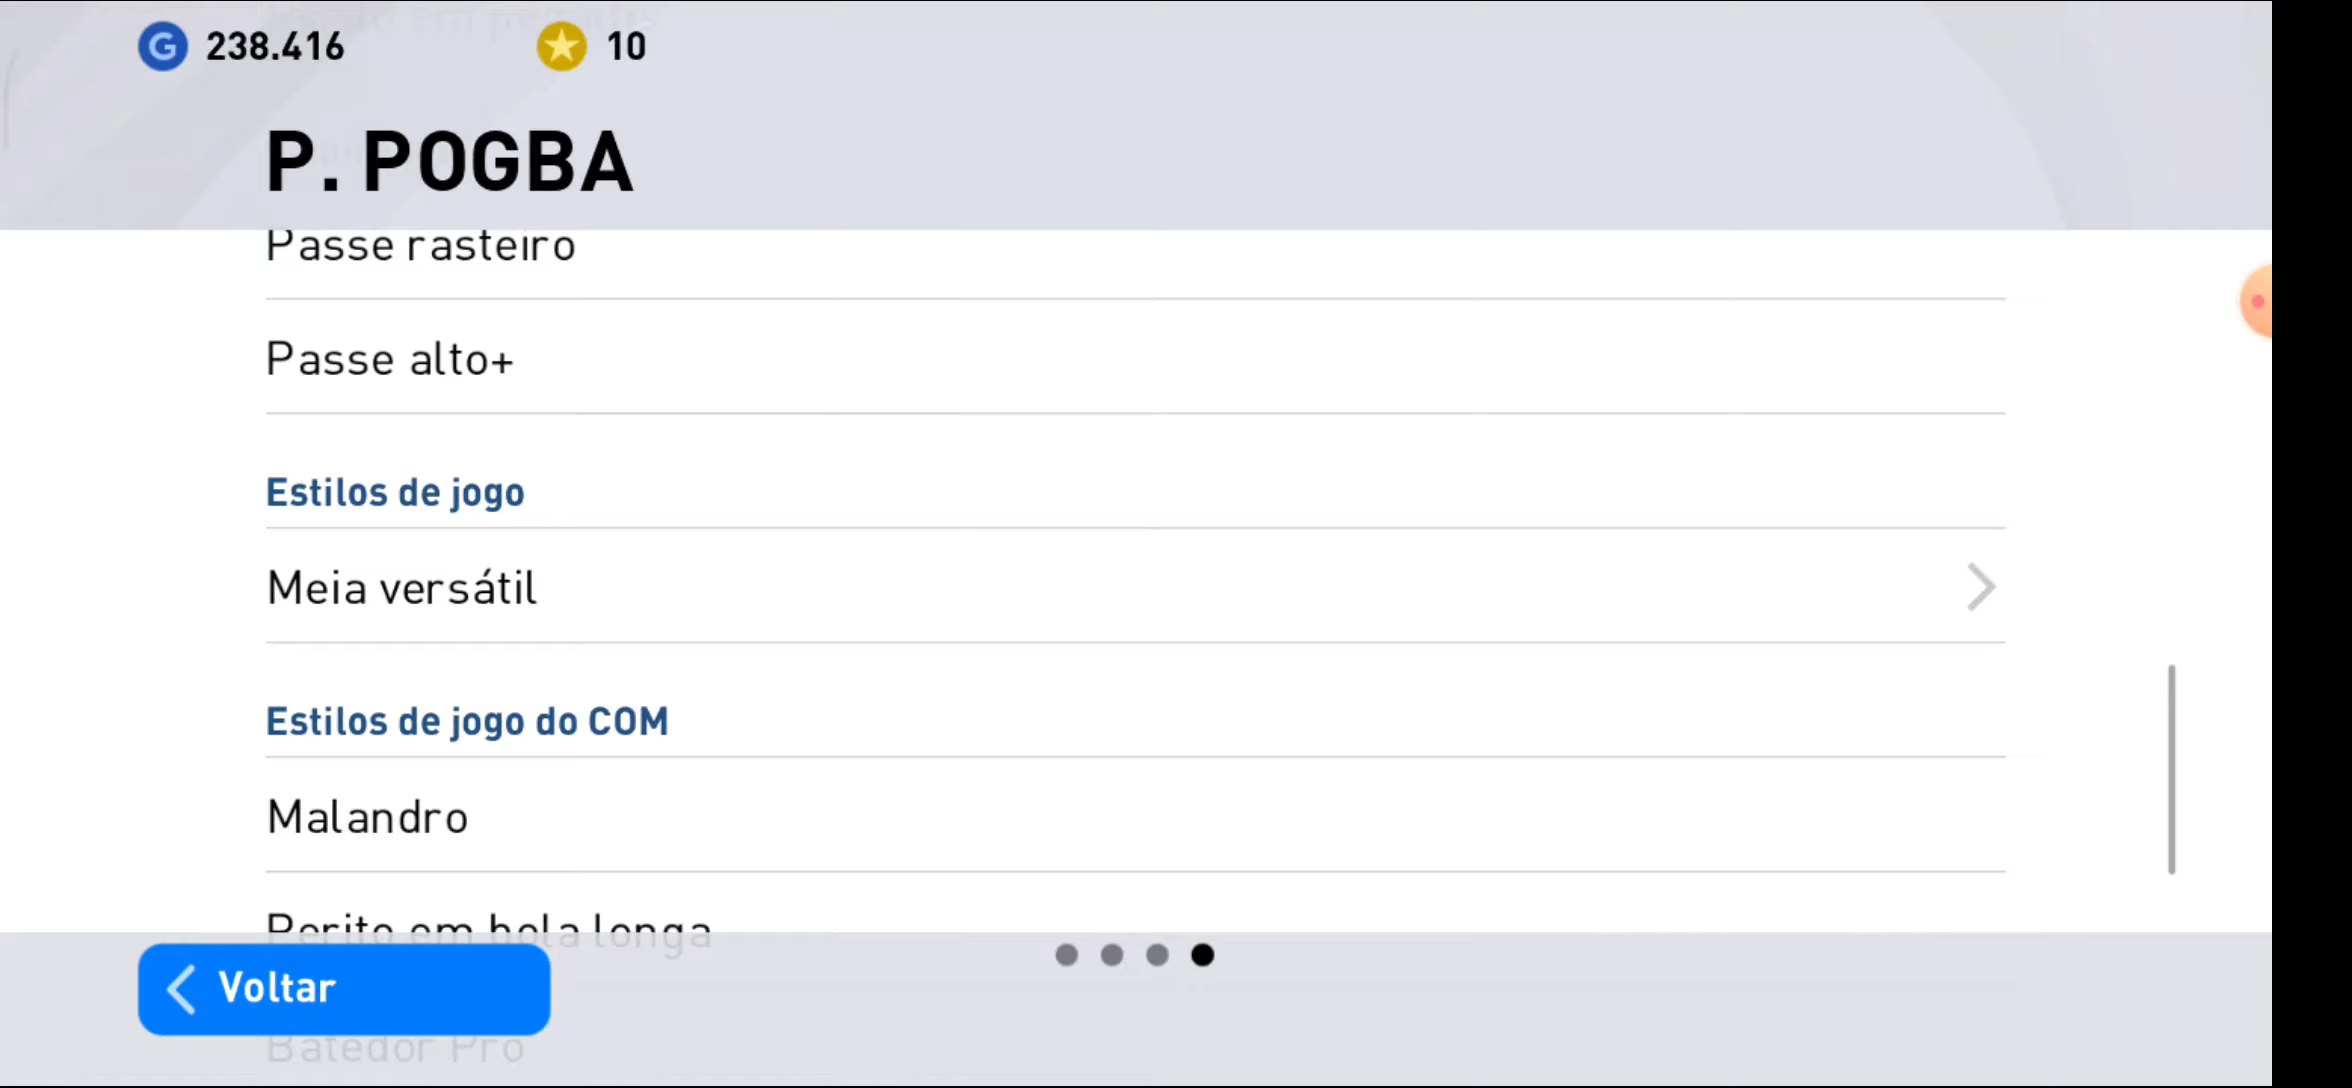 238.416
10
P. POGBA
Passe rasteiro
Passe alto+
Estilos de jogo
Meia versátil
Estilos de jogo do COM
Malandro
Perito em bola longa
Voltar
Batedor Pro